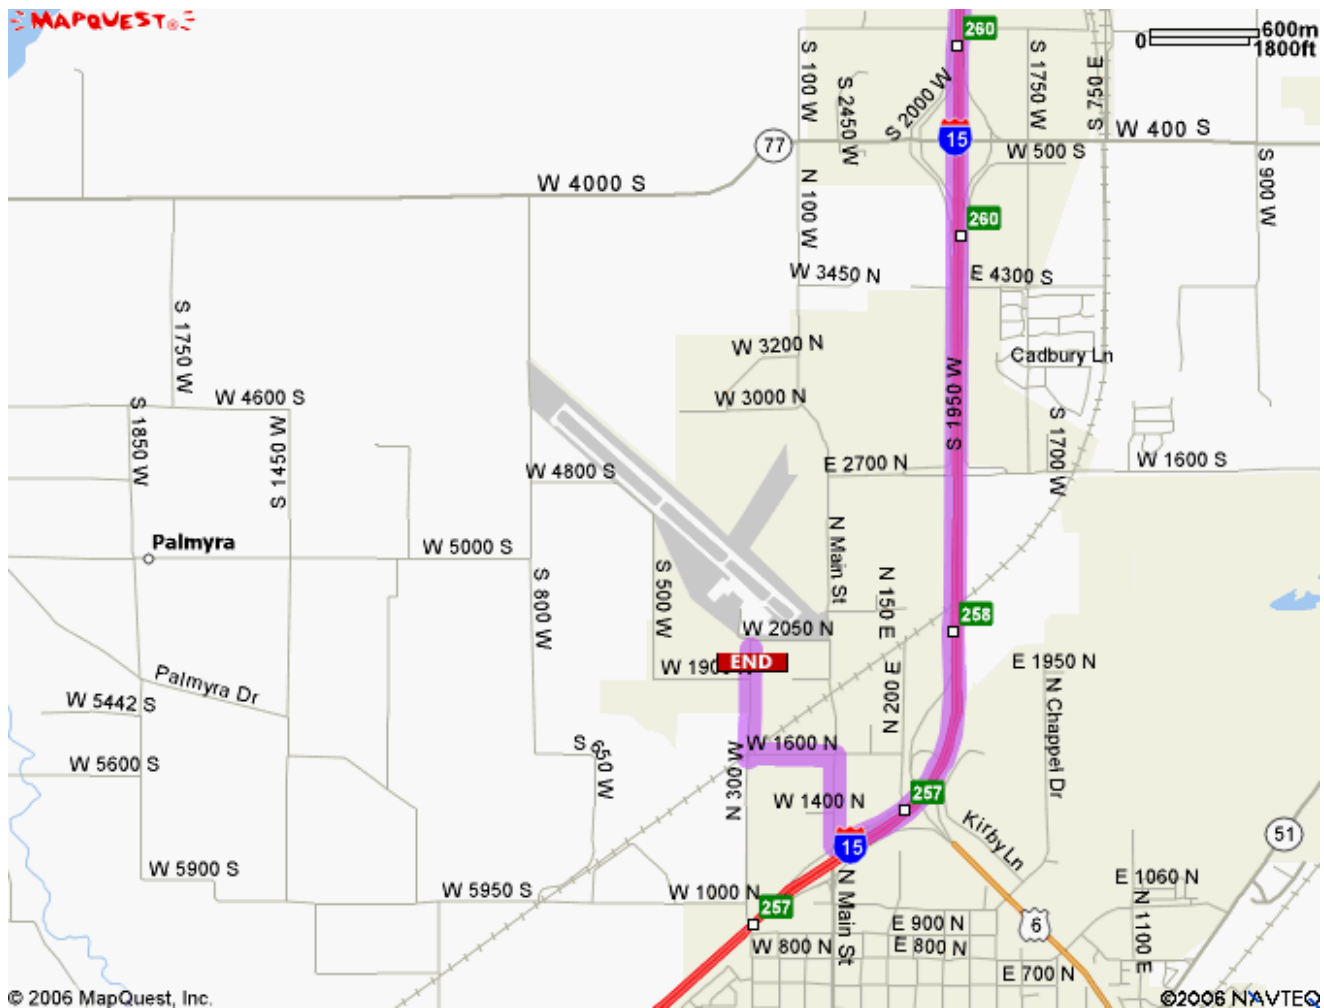 MAPQUEST®
260
0
600m
1800ft
S 100 W
S 2450 W
S 2000 W
S 1750 W
S 750 E
15
W 400 S
77
W 500 S
S 900 W
W 4000 S
N 100 W
260
W 3450 N
E 4300 S
S 1750 W
W 3200 N
Cadbury Ln
W 4600 S
W 3000 N
S 1950 W
S 1850 W
S 1450 W
S 1700 W
W 4800 S
E 2700 N
W 1600 S
Palmyra
W 5000 S
N Main St
S 800 W
S 500 W
N 150 E
258
W 2050 N
END
W 1900 N
N 200 E
E 1950 N
Palmyra Dr
N Chappel Dr
W 5442 S
S 650 W
W 1600 N
W 5600 S
N 300 W
W 1400 N
257
Kirby Ln
15
51
W 5900 S
W 5950 S
W 1000 N
N Main St
E 1060 N
257
N 1100 E
E 900 N
6
W 800 N
E 800 N
E 700 N
© 2006 MapQuest, Inc.
©2006 NAVTEQ